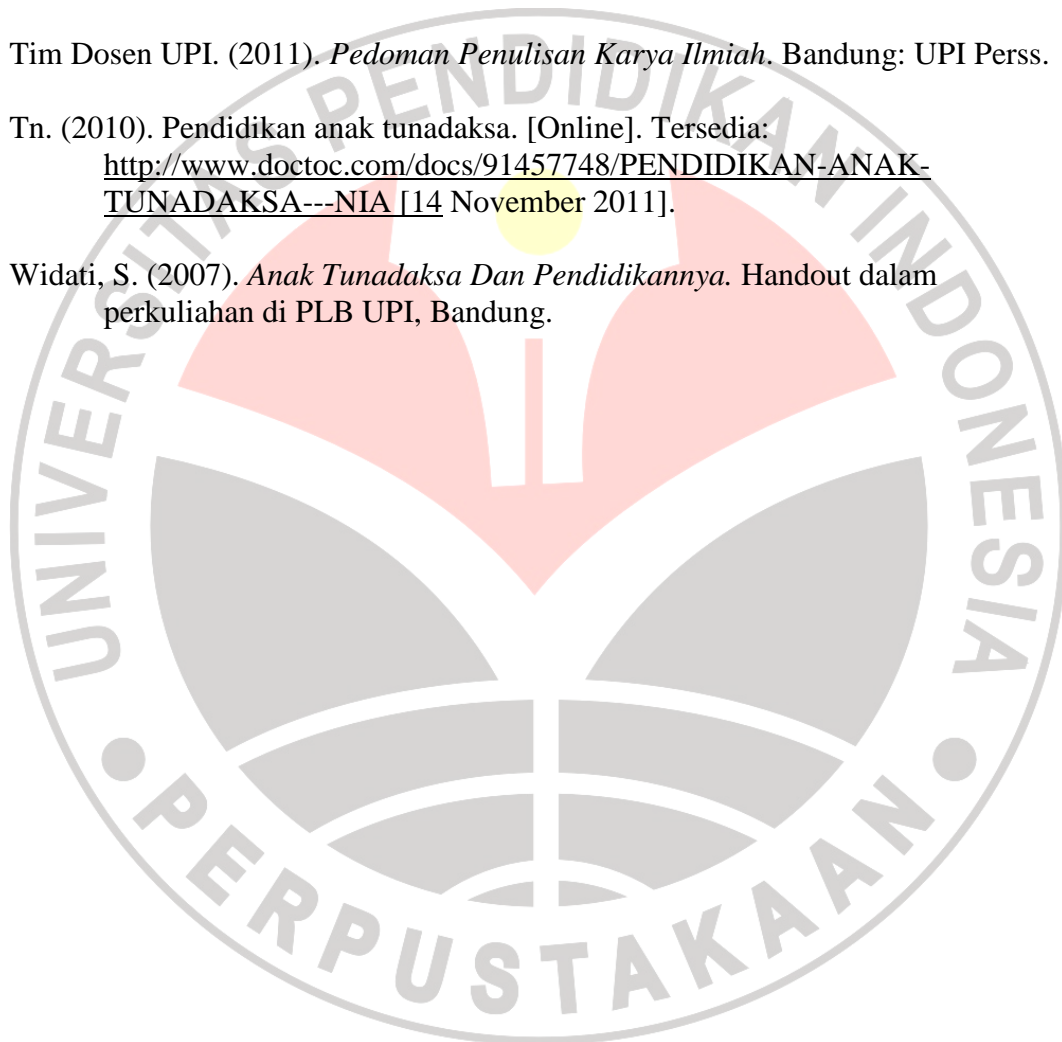 Tim Dosen UPI. (2011). Pedoman Penulisan Karya Ilmiah. Bandung: UPI Perss.
Tn. (2010). Pendidikan anak tunadaksa. [Online]. Tersedia:
http://www.doctoc.com/docs/91457748/PENDIDIKAN-ANAK-
TUNADAKSA---NIA [14 November 2011].
Widati, S. (2007). Anak Tunadaksa Dan Pendidikannya. Handout dalam
perkuliahan di PLB UPI, Bandung.
UNIVERSITAS PENDIDIKAN INDONESIA
PERPUSTAKAAN